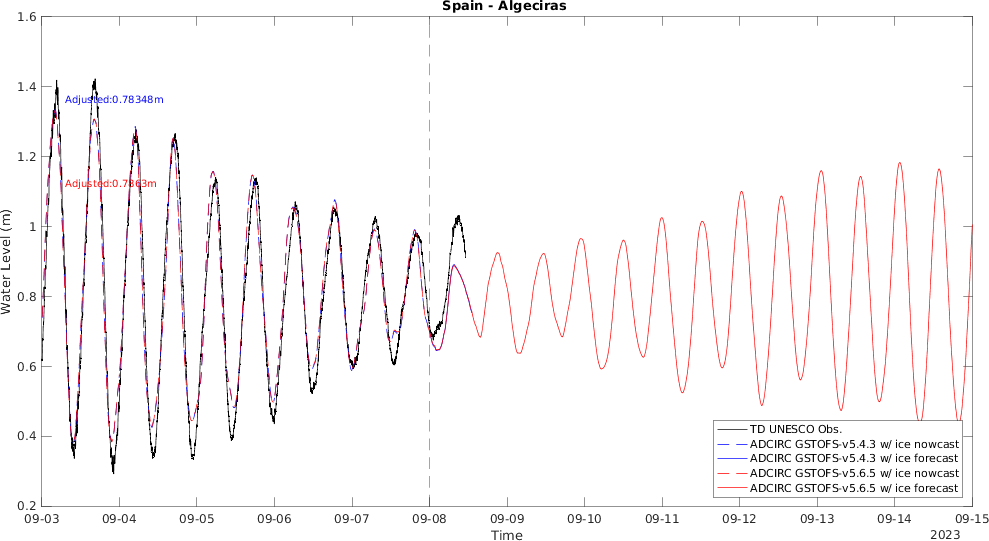 Spain - Algeciras
1.6
1.4
1.2
1
0.8
0.6
0.4
0.2
Water Level (m)
Adjusted:0.78348m
Adjusted:0.7863m
TD UNESCO Obs.
ADCIRC GSTOFS-v5.4.3 w/ ice nowcast
ADCIRC GSTOFS-v5.4.3 w/ ice forecast
ADCIRC GSTOFS-v5.6.5 w/ ice nowcast
ADCIRC GSTOFS-v5.6.5 w/ ice forecast
09-03 09-04 09-05 09-06 09-07 09-08 09-09 09-10 09-11 09-12 09-13 09-14 09-15
Time
2023